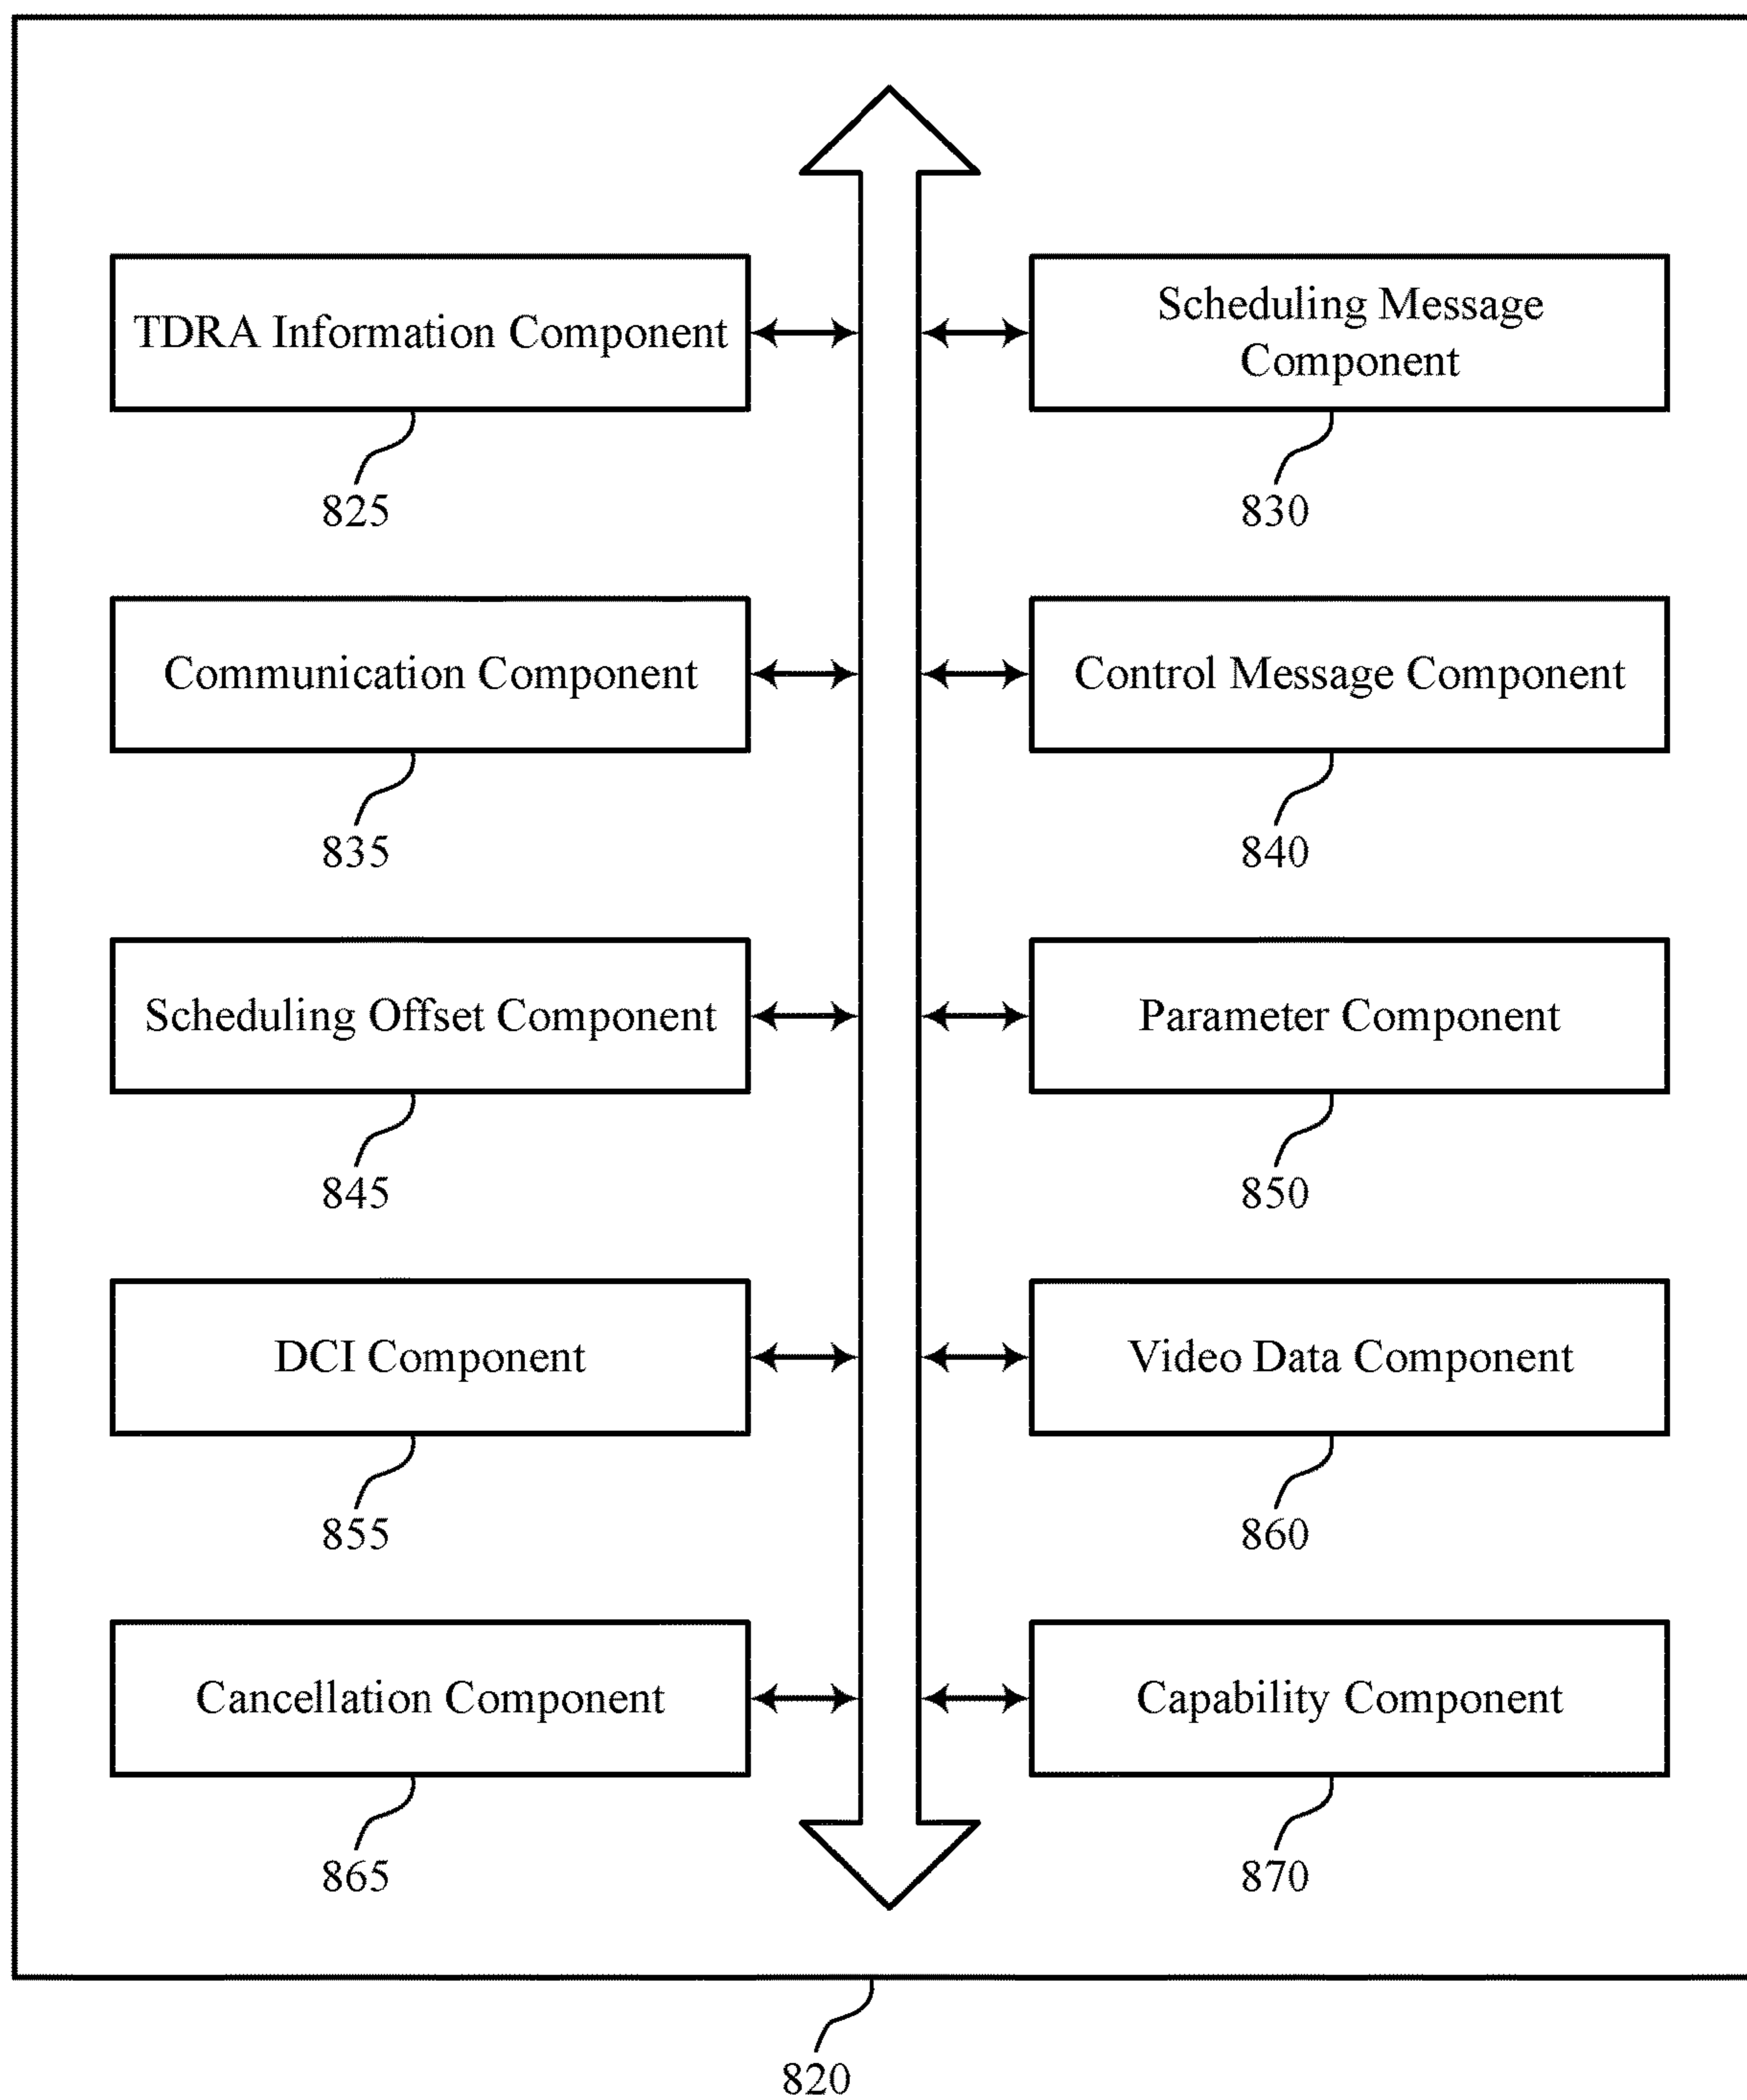 TDRA Information Component
825
Scheduling Message
Component
830
Communication Component
835
Control Message Component
840
Scheduling Offset Component
845
Parameter Component
850
DCI Component
855
Video Data Component
860
Cancellation Component
865
Capability Component
870
820